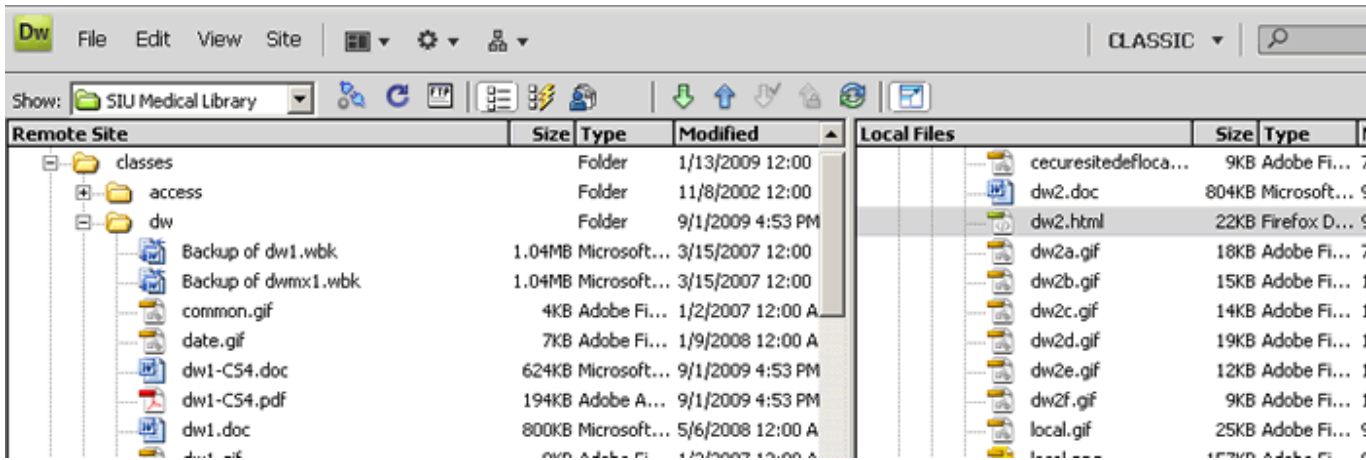 Dw File Edit View Site CLASSIC
Show: SIU Medical Library FTP
Remote Site Size Type Modified Local Files Size Type
classes Folder 1/13/2009 12:00 cecuresitedefloca... 9KB Adobe Fi...
access Folder 11/8/2002 12:00 dw2.doc 804KB Microsoft...
dw Folder 9/1/2009 4:53 PM dw2.html 22KB Firefox D...
Backup of dw1.wbk 1.04MB Microsoft... 3/15/2007 12:00 dw2a.gif 18KB Adobe Fi...
Backup of dwmx1.wbk 1.04MB Microsoft... 3/15/2007 12:00 dw2b.gif 15KB Adobe Fi...
common.gif 4KB Adobe Fi... 1/2/2007 12:00 A dw2c.gif 14KB Adobe Fi...
date.gif 7KB Adobe Fi... 1/9/2008 12:00 A dw2d.gif 19KB Adobe Fi...
dw1-CS4.doc 624KB Microsoft... 9/1/2009 4:53 PM dw2e.gif 12KB Adobe Fi...
dw1-CS4.pdf 194KB Adobe A... 9/1/2009 4:53 PM dw2f.gif 9KB Adobe Fi...
dw1.doc 800KB Microsoft... 5/6/2008 12:00 A local.gif 25KB Adobe Fi...